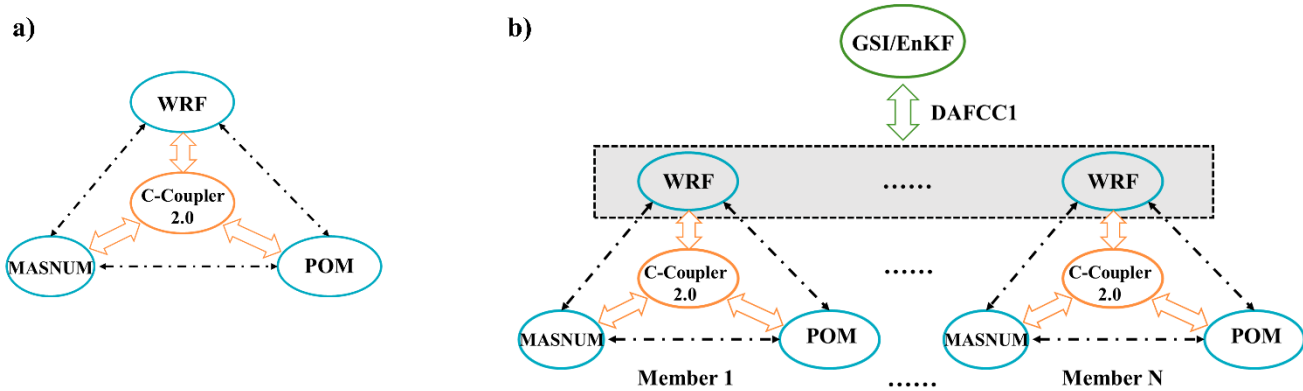 a)
WRF
C-Coupler
2.0
MASNUM
POM
b)
GSI/EnKF
DAFCC1
WRF
......
WRF
C-Coupler
2.0
......
C-Coupler
2.0
MASNUM
POM
MASNUM
POM
Member 1
......
Member N